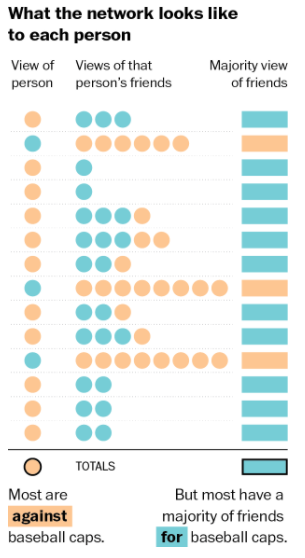 What the network looks like
to each person
View of
person
Views of that
person's friends
Majority view
of friends
TOTALS
Most are
against
baseball caps.
But most have a
majority of friends
for baseball caps.